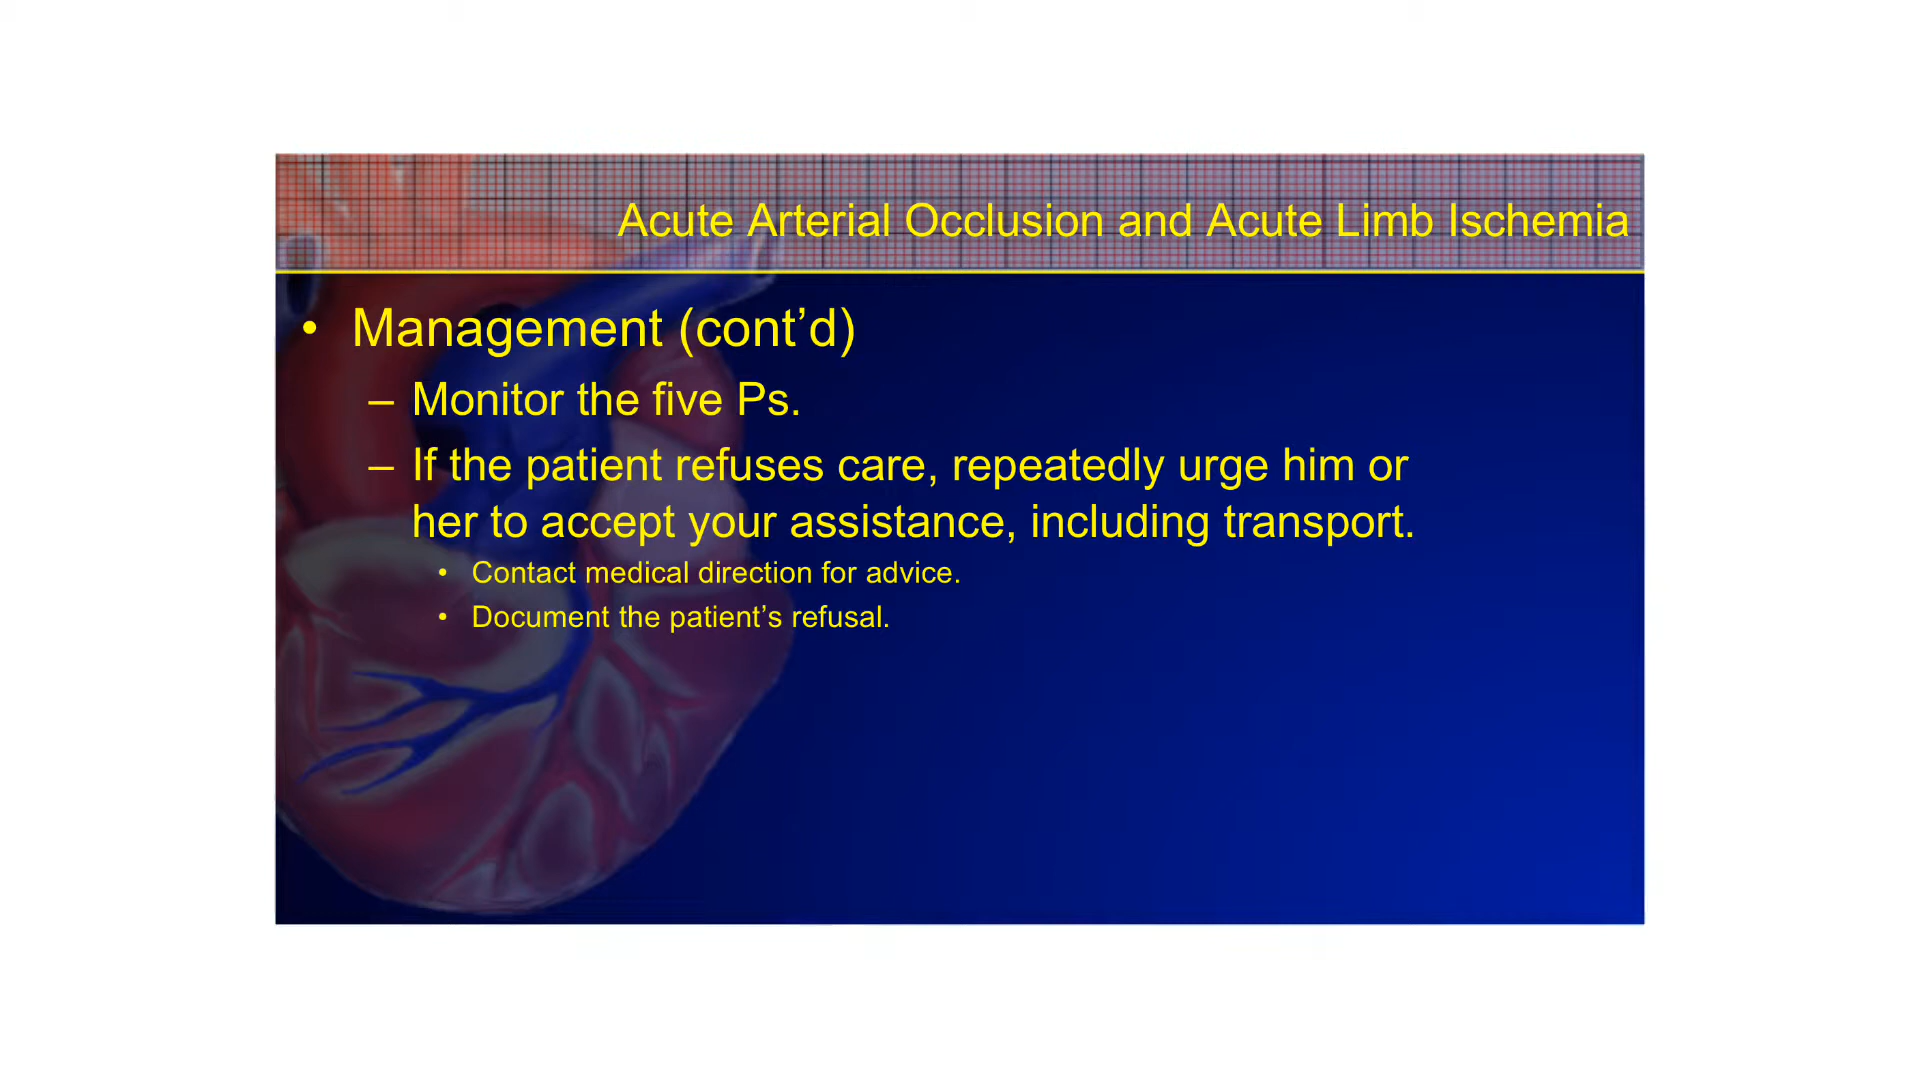 Acute Arterial Occlusion and Acute Limb Ischemia
• Management (cont’d)
– Monitor the five Ps.
– If the patient refuses care, repeatedly urge him or
her to accept your assistance, including transport.
• Contact medical direction for advice.
• Document the patient’s refusal.